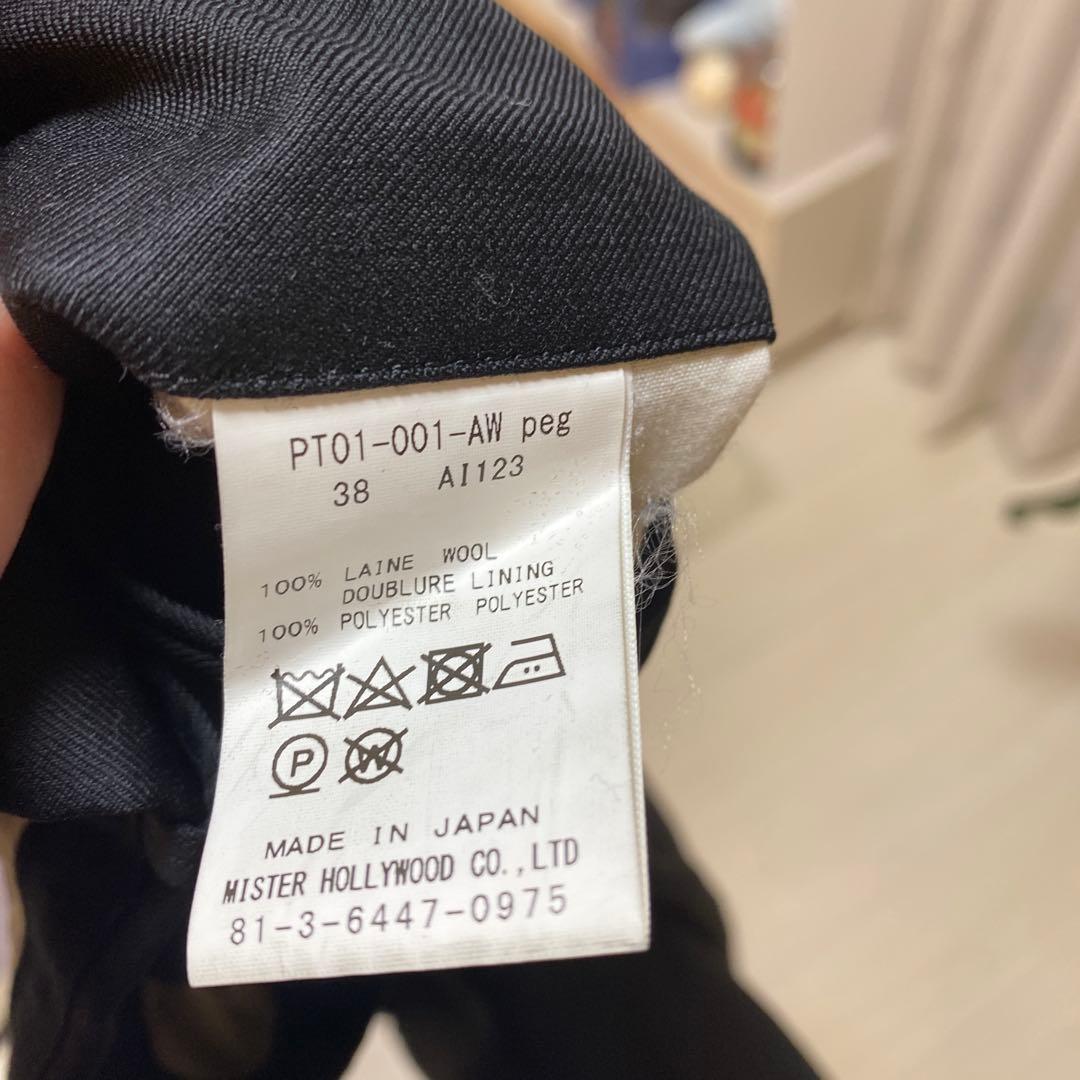 PT01-001-AW peg
38 AI123
100% LAINE WOOL
DOUBLURE LINING
100% POLYESTER POLYESTER
P W
MADE IN JAPAN
MISTER HOLLYWOOD CO.,LTD
81-3-6447-0975